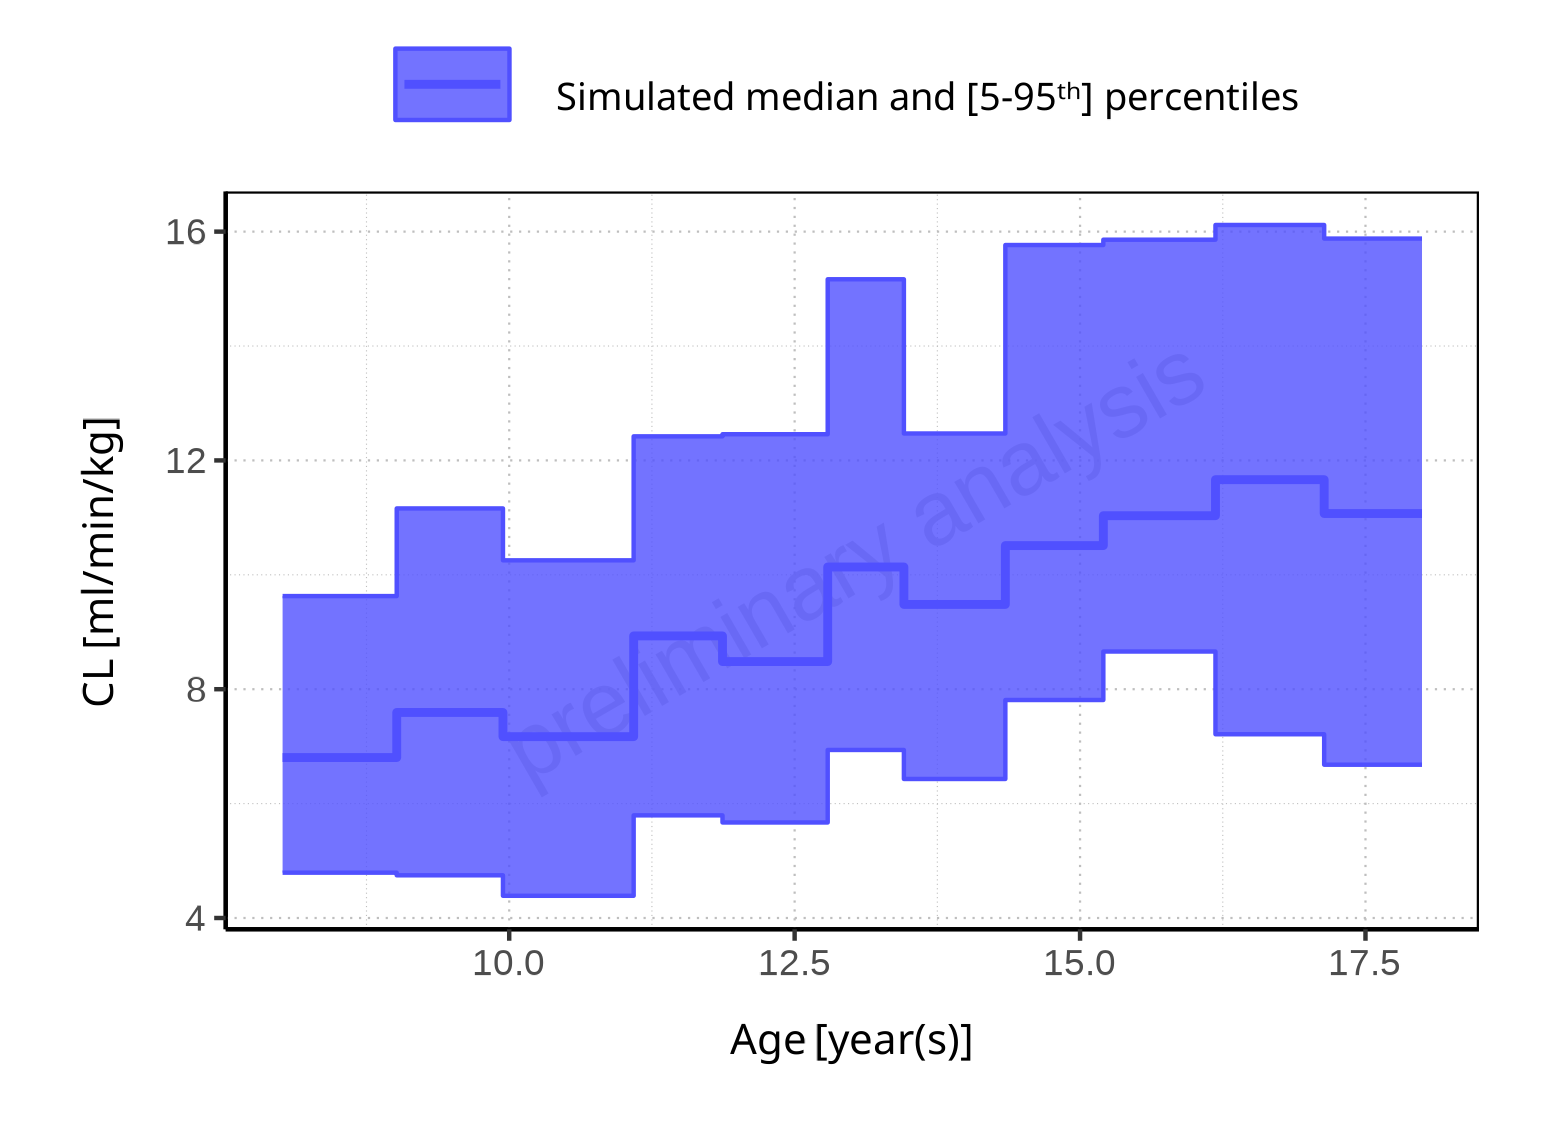 Simulated median and [5-95ᵗʰ] percentiles
16
12
8
4
CL [ml/min/kg]
preliminary analysis
10.0 12.5 15.0 17.5
Age [year(s)]